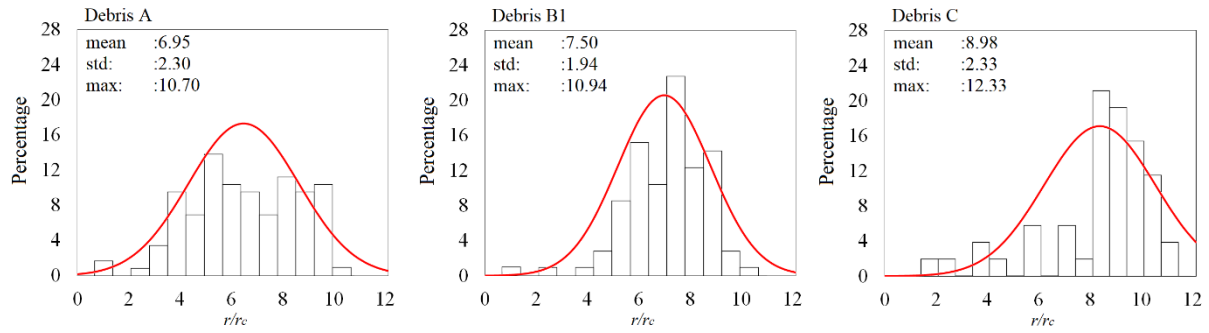 Debris A
mean :6.95
std: :2.30
max: :10.70
Percentage
28
24
20
16
12
8
4
0
0 2 4 6 8 10 12
r/rc
Debris B1
mean :7.50
std: :1.94
max: :10.94
Percentage
28
24
20
16
12
8
4
0
0 2 4 6 8 10 12
r/rc
Debris C
mean :8.98
std: :2.33
max: :12.33
Percentage
28
24
20
16
12
8
4
0
0 2 4 6 8 10 12
r/rc